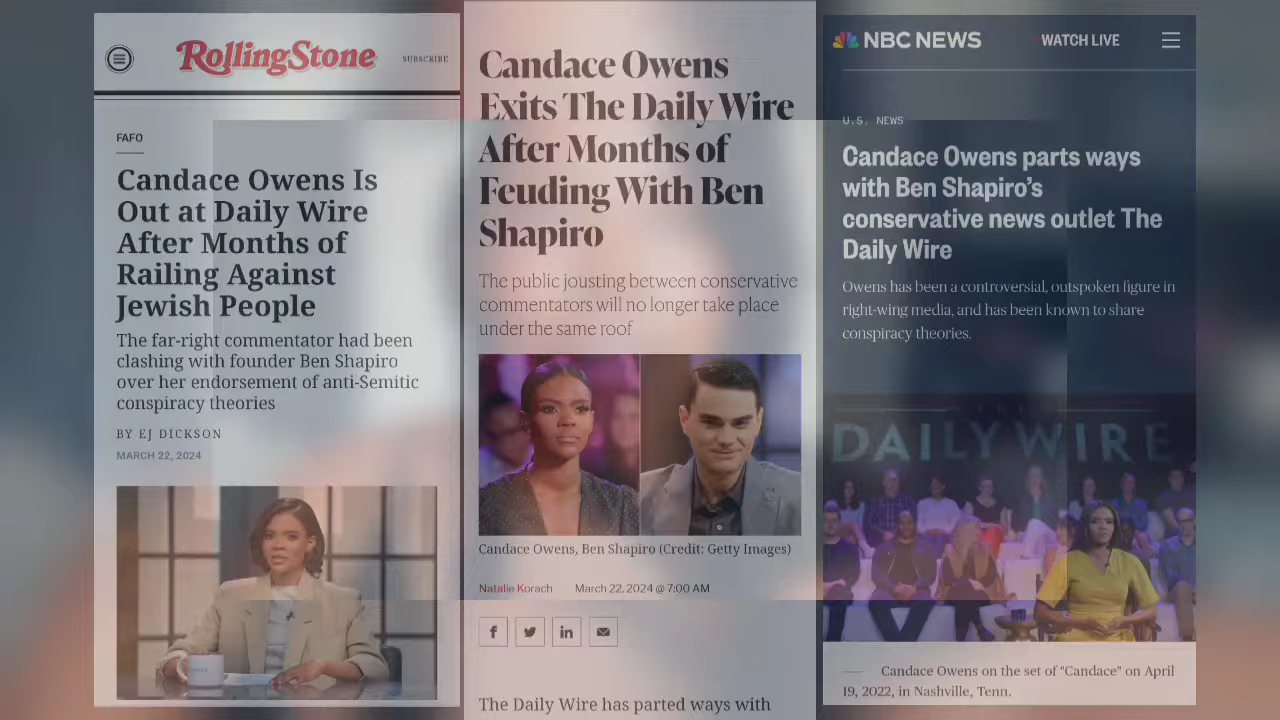 RollingStone
SUBSCRIBE
FAFO
Candace Owens Is
Out at Daily Wire
After Months of
Railing Against
Jewish People
The far-right commentator had been
clashing with founder Ben Shapiro
over her endorsement of anti-Semitic
conspiracy theories
BY EJ DICKSON
MARCH 22, 2024
Candace Owens
Exits The Daily Wire
After Months of
Feuding With Ben
Shapiro
The public jousting between conservative
commentators will no longer take place
under the same roof
Candace Owens, Ben Shapiro (Credit: Getty Images)
Natalie Korach March 22, 2024 @ 7:00 AM
The Daily Wire has parted ways with
NBC NEWS
WATCH LIVE
U.S. NEWS
Candace Owens parts ways
with Ben Shapiro's
conservative news outlet The
Daily Wire
Owens has been a controversial, outspoken figure in
right-wing media, and has been known to share
conspiracy theories.
DAILY WIRE
Candace Owens on the set of "Candace" on April
19, 2022, in Nashville, Tenn.